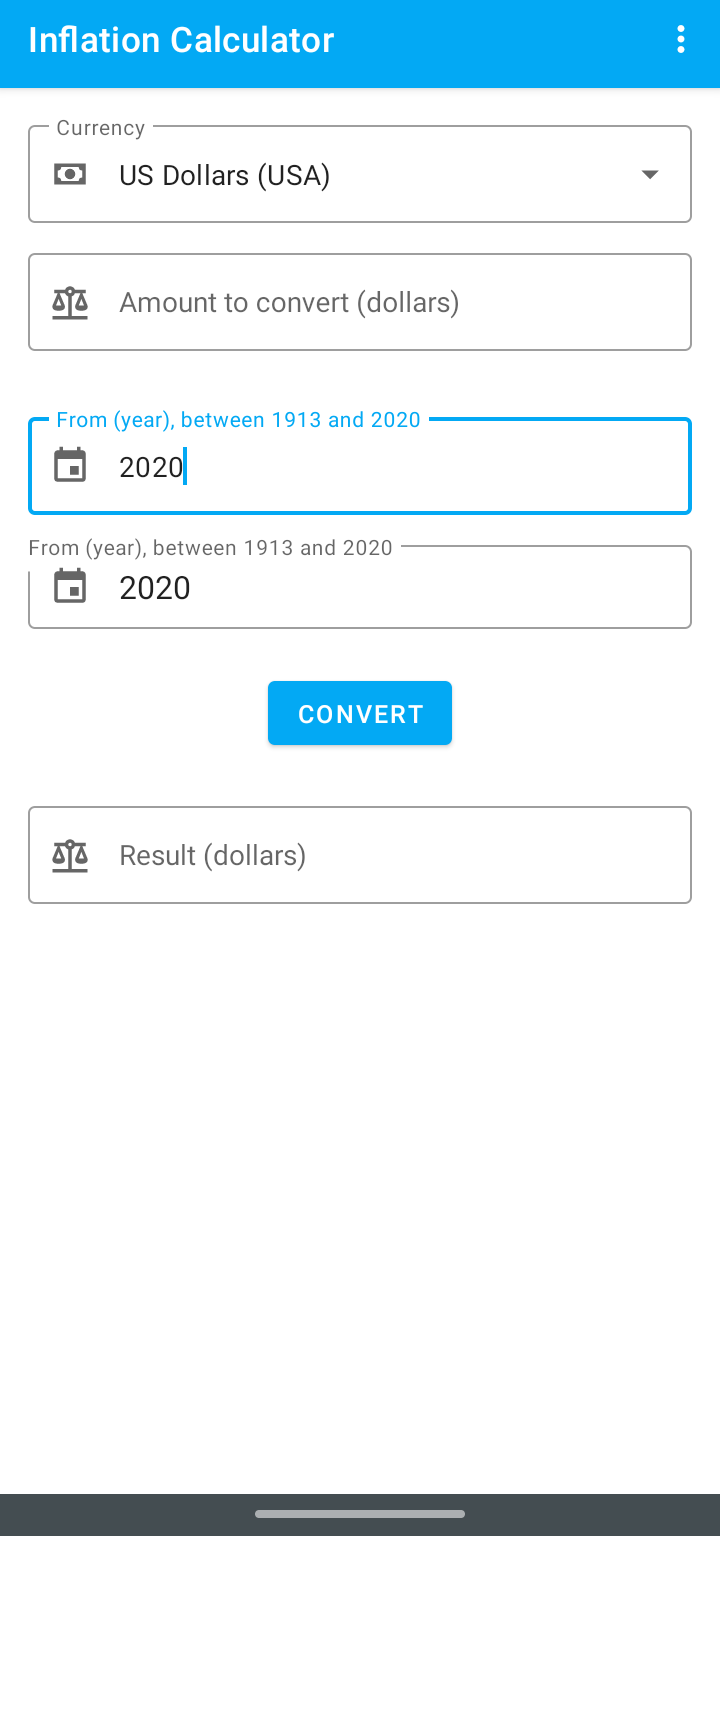 Inflation Calculator
Currency
US Dollars (USA)
Amount to convert (dollars)
From (year), between 1913 and 2020
2020
From (year), between 1913 and 2020
2020
CONVERT
Result (dollars)